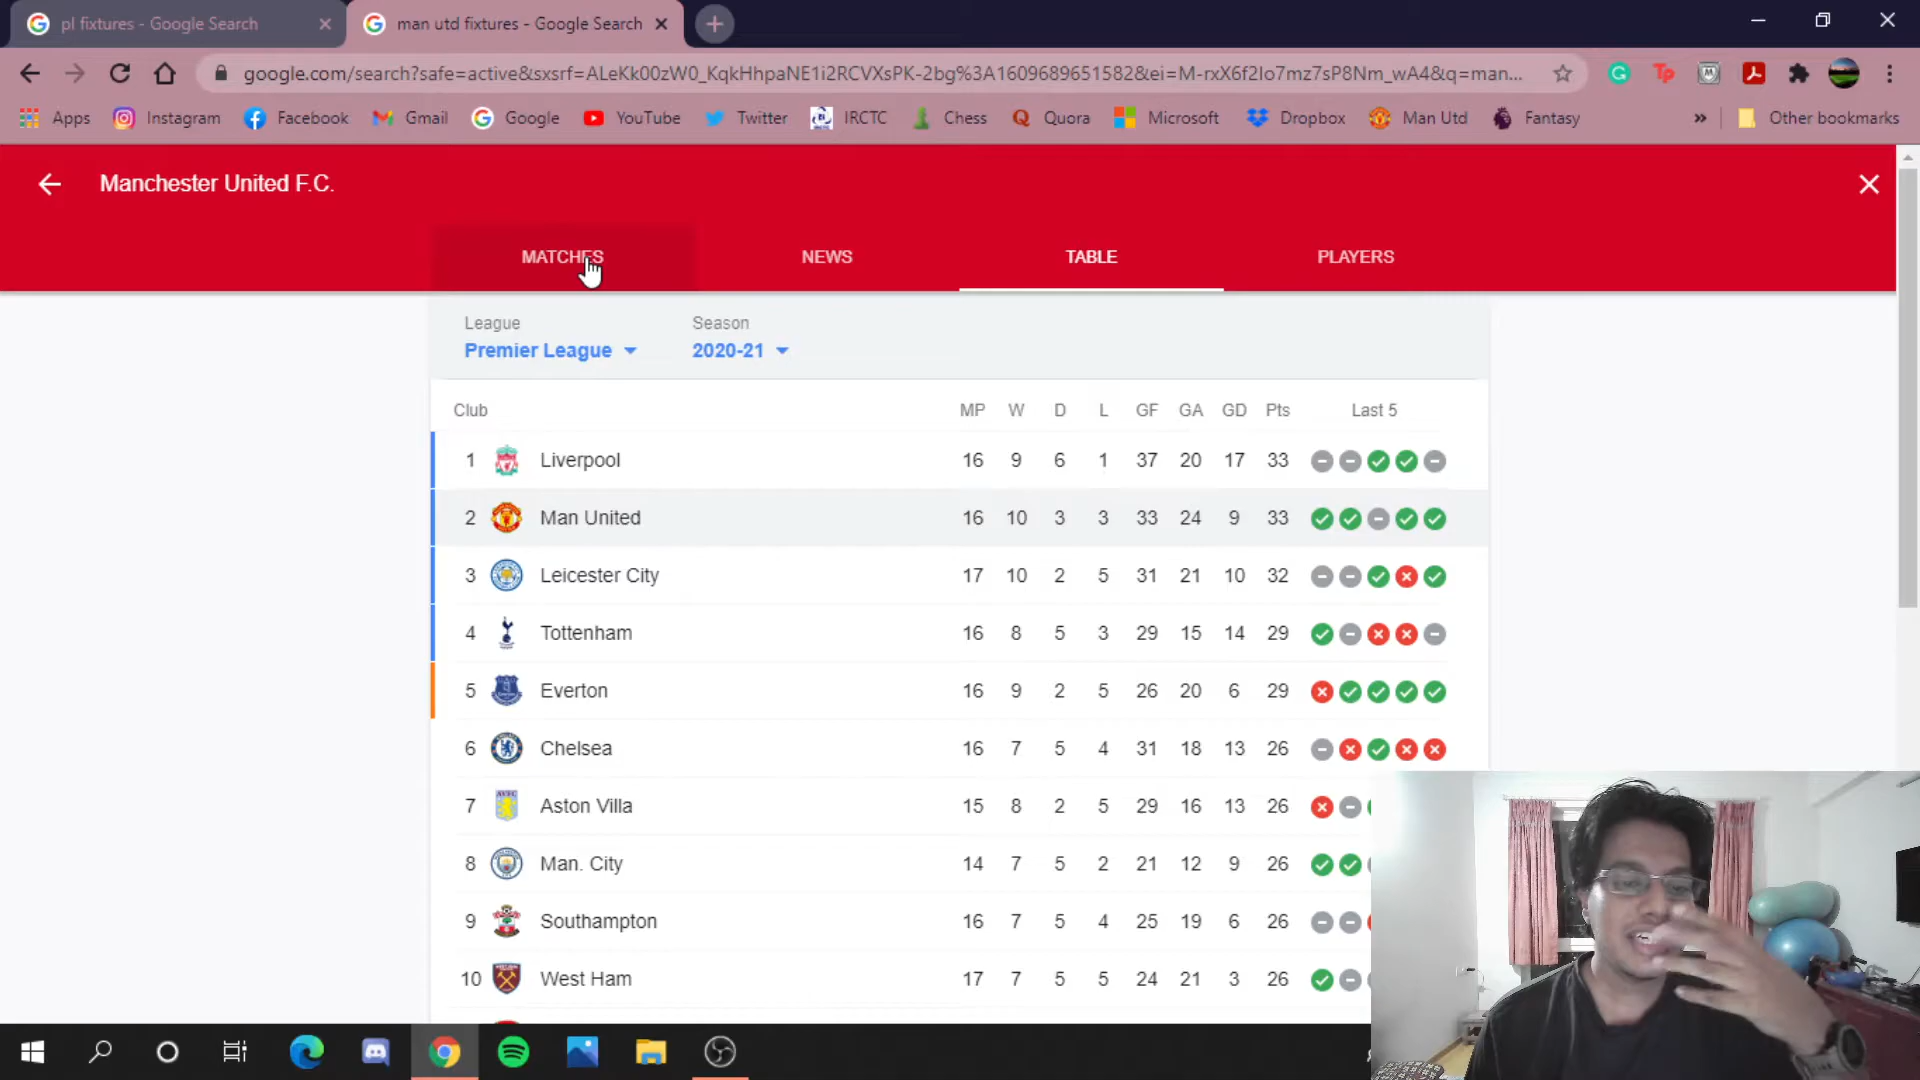 pl fixtures - Google Search
man utd fixtures - Google Search
google.com/search?safe=active&sxsrf=ALeKk00zW0_KqkHhpaNE1i2RCVXsPK-2bg%3A1609689651582&ei=M-rxX6f2Io7mz7sP8Nm_wA4&q=man...
Apps Instagram Facebook Gmail Google YouTube Twitter IRCTC Chess Quora Microsoft Dropbox Man Utd Fantasy » Other bookmarks
Manchester United F.C.
MATCHES NEWS TABLE PLAYERS
League Season
Premier League 2020-21
Club MP W D L GF GA GD Pts Last 5
1 Liverpool 16 9 6 1 37 20 17 33
2 Man United 16 10 3 3 33 24 9 33
3 Leicester City 17 10 2 5 31 21 10 32
4 Tottenham 16 8 5 3 29 15 14 29
5 Everton 16 9 2 5 26 20 6 29
6 Chelsea 16 7 5 4 31 18 13 26
7 Aston Villa 15 8 2 5 29 16 13 26
8 Man. City 14 7 5 2 21 12 9 26
9 Southampton 16 7 5 4 25 19 6 26
10 West Ham 17 7 5 5 24 21 3 26